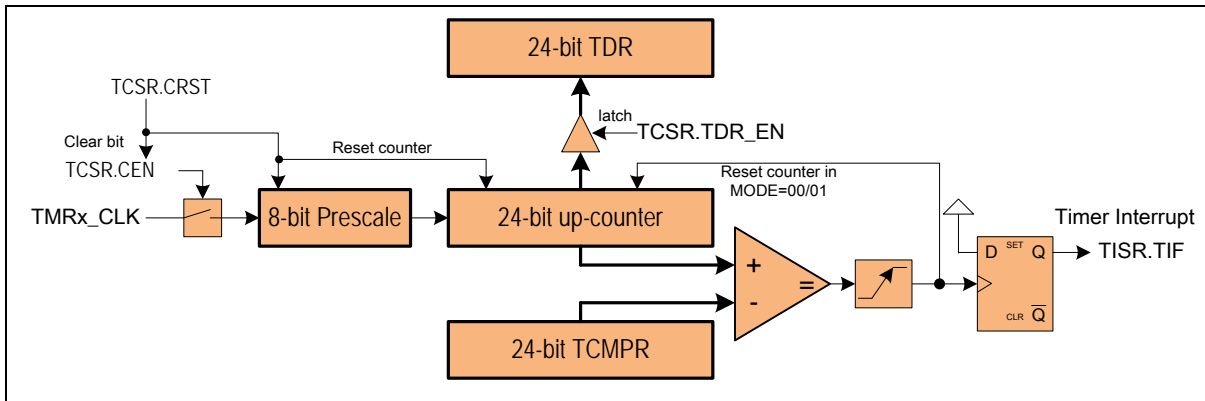 24-bit TDR
TCSR.CRST
latch
TCSR.TDR_EN
Clear bit
Reset counter
TCSR.CEN
Reset counter in
MODE=00/01
TMRx_CLK
8-bit Prescale
24-bit up-counter
Timer Interrupt
TISR.TIF
D SET Q
CLR Q
+
=
-
24-bit TCMPR